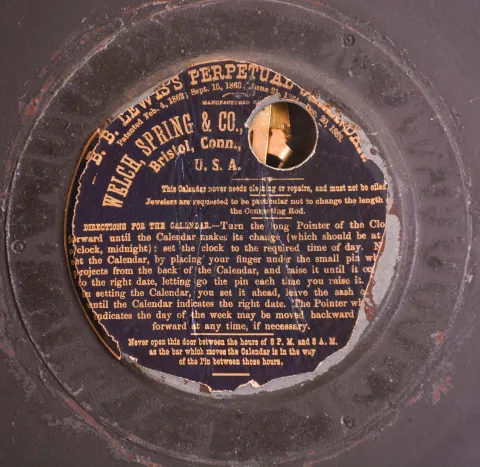 B. B. LEWIS'S PERPETUAL
Patented Feb. 4, 1862; Sept. 15, 1863; June 21, Dec. 20, 1868.
MANUFACTURED
WELCH, SPRING & CO.,
Bristol, Conn.,
U. S. A.
This Calendar never needs cleaning or repairs, and must not be oiled
Jewelers are requested to be particular not to change the length
the Connecting Rod.
DIRECTIONS FOR THE CALENDAR.—Turn the long Pointer of the Clo
forward until the Calendar makes its change (which should be at
clock, midnight); set the clock to the required time of day.
et the Calendar, by placing your finger under the small pin wh
rojects from the back of the Calendar, and raise it until it co
to the right date, letting go the pin each time you raise it.
n setting the Calendar, you set it ahead, leave the sash o
until the Calendar indicates the right date. The Pointer wh
ndicates the day of the week may be moved backward
forward at any time, if necessary.
Never open this door between the hours of 8 P. M. and 8 A. M.
as the bar which moves the Calendar is in the way
of the Pin between those hours.